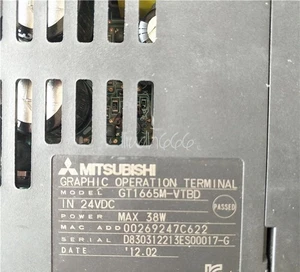 MITSUBISHI
GRAPHIC OPERATION TERMINAL
MODEL GT1665M-VTBD
IN 24VDC
PASSED
POWER MAX 38W
MAC ADD 00269247C622
SERIAL D830312213ES00017-G
DATE '12.02